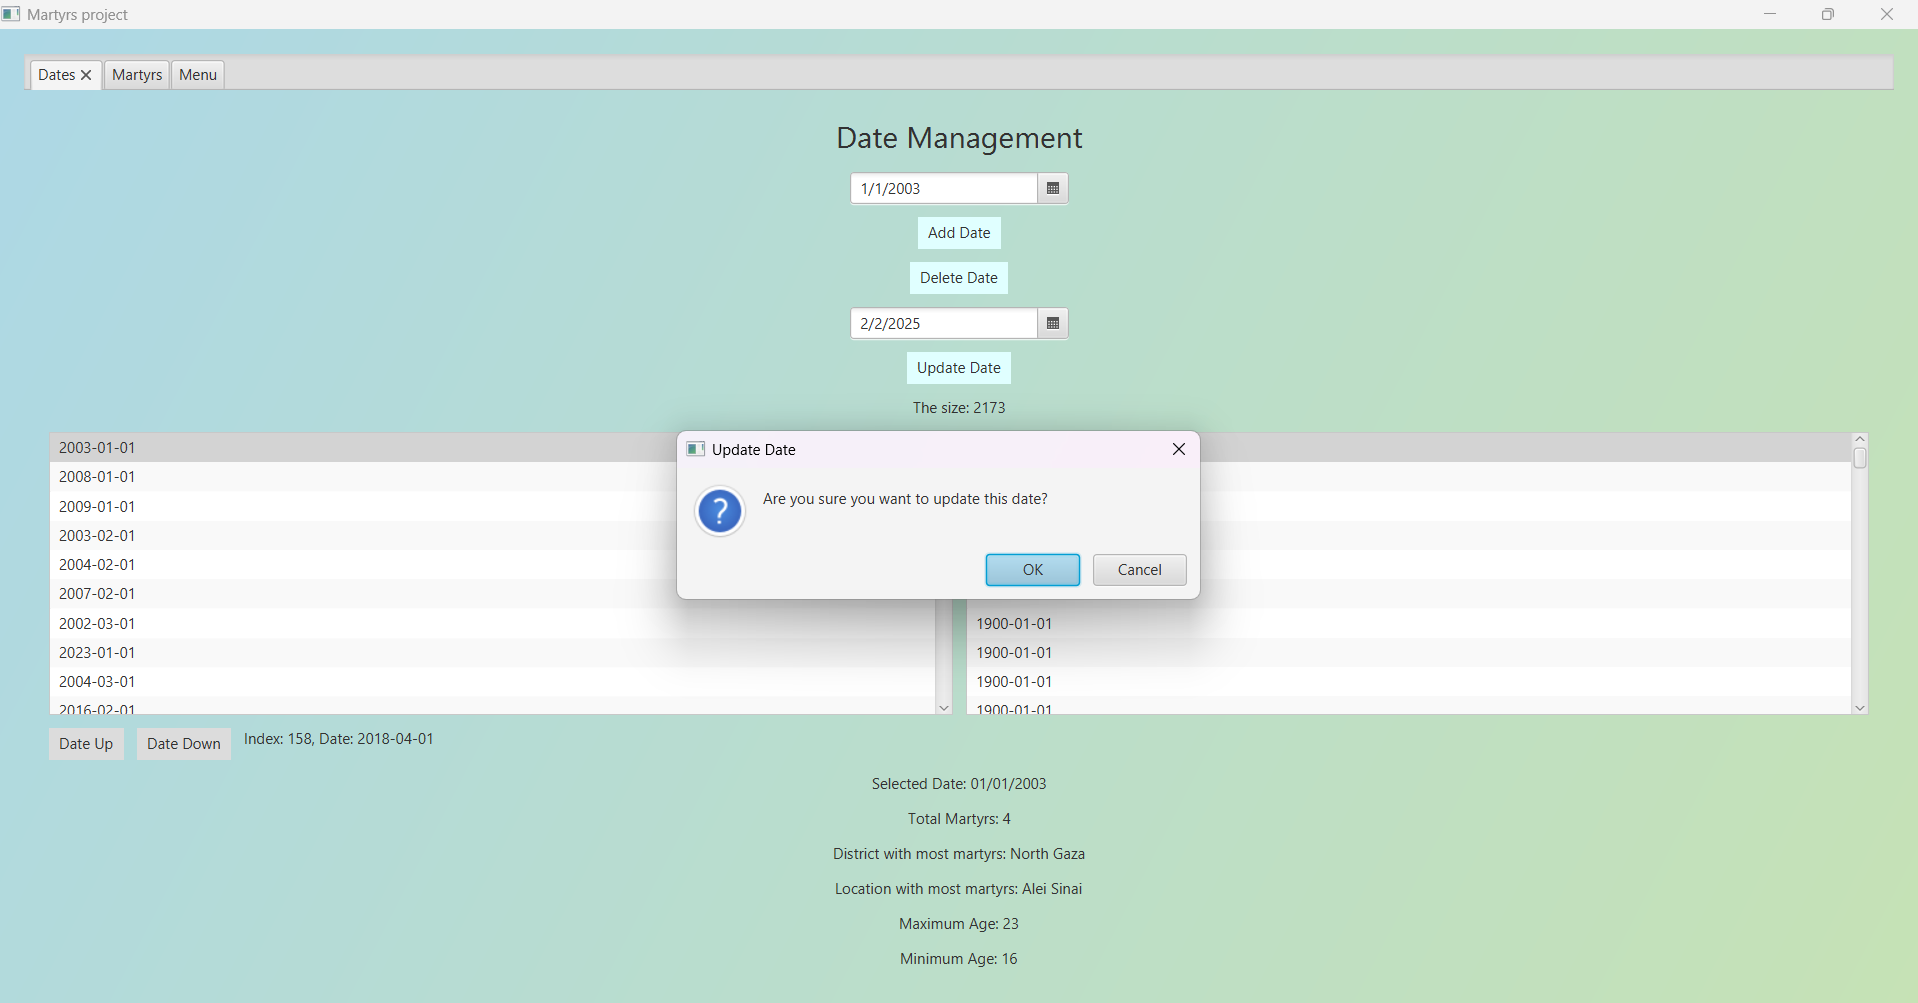 Martyrs project
Dates
Martyrs
Menu
Date Management
1/1/2003
Add Date
Delete Date
2/2/2025
Update Date
The size: 2173
Update Date
Are you sure you want to update this date?
OK
Cancel
2003-01-01
2008-01-01
2009-01-01
2003-02-01
2004-02-01
2007-02-01
2002-03-01
2023-01-01
2004-03-01
2016-02-01
1900-01-01
1900-01-01
1900-01-01
1900-01-01
Date Up
Date Down
Index: 158, Date: 2018-04-01
Selected Date: 01/01/2003
Total Martyrs: 4
District with most martyrs: North Gaza
Location with most martyrs: Alei Sinai
Maximum Age: 23
Minimum Age: 16